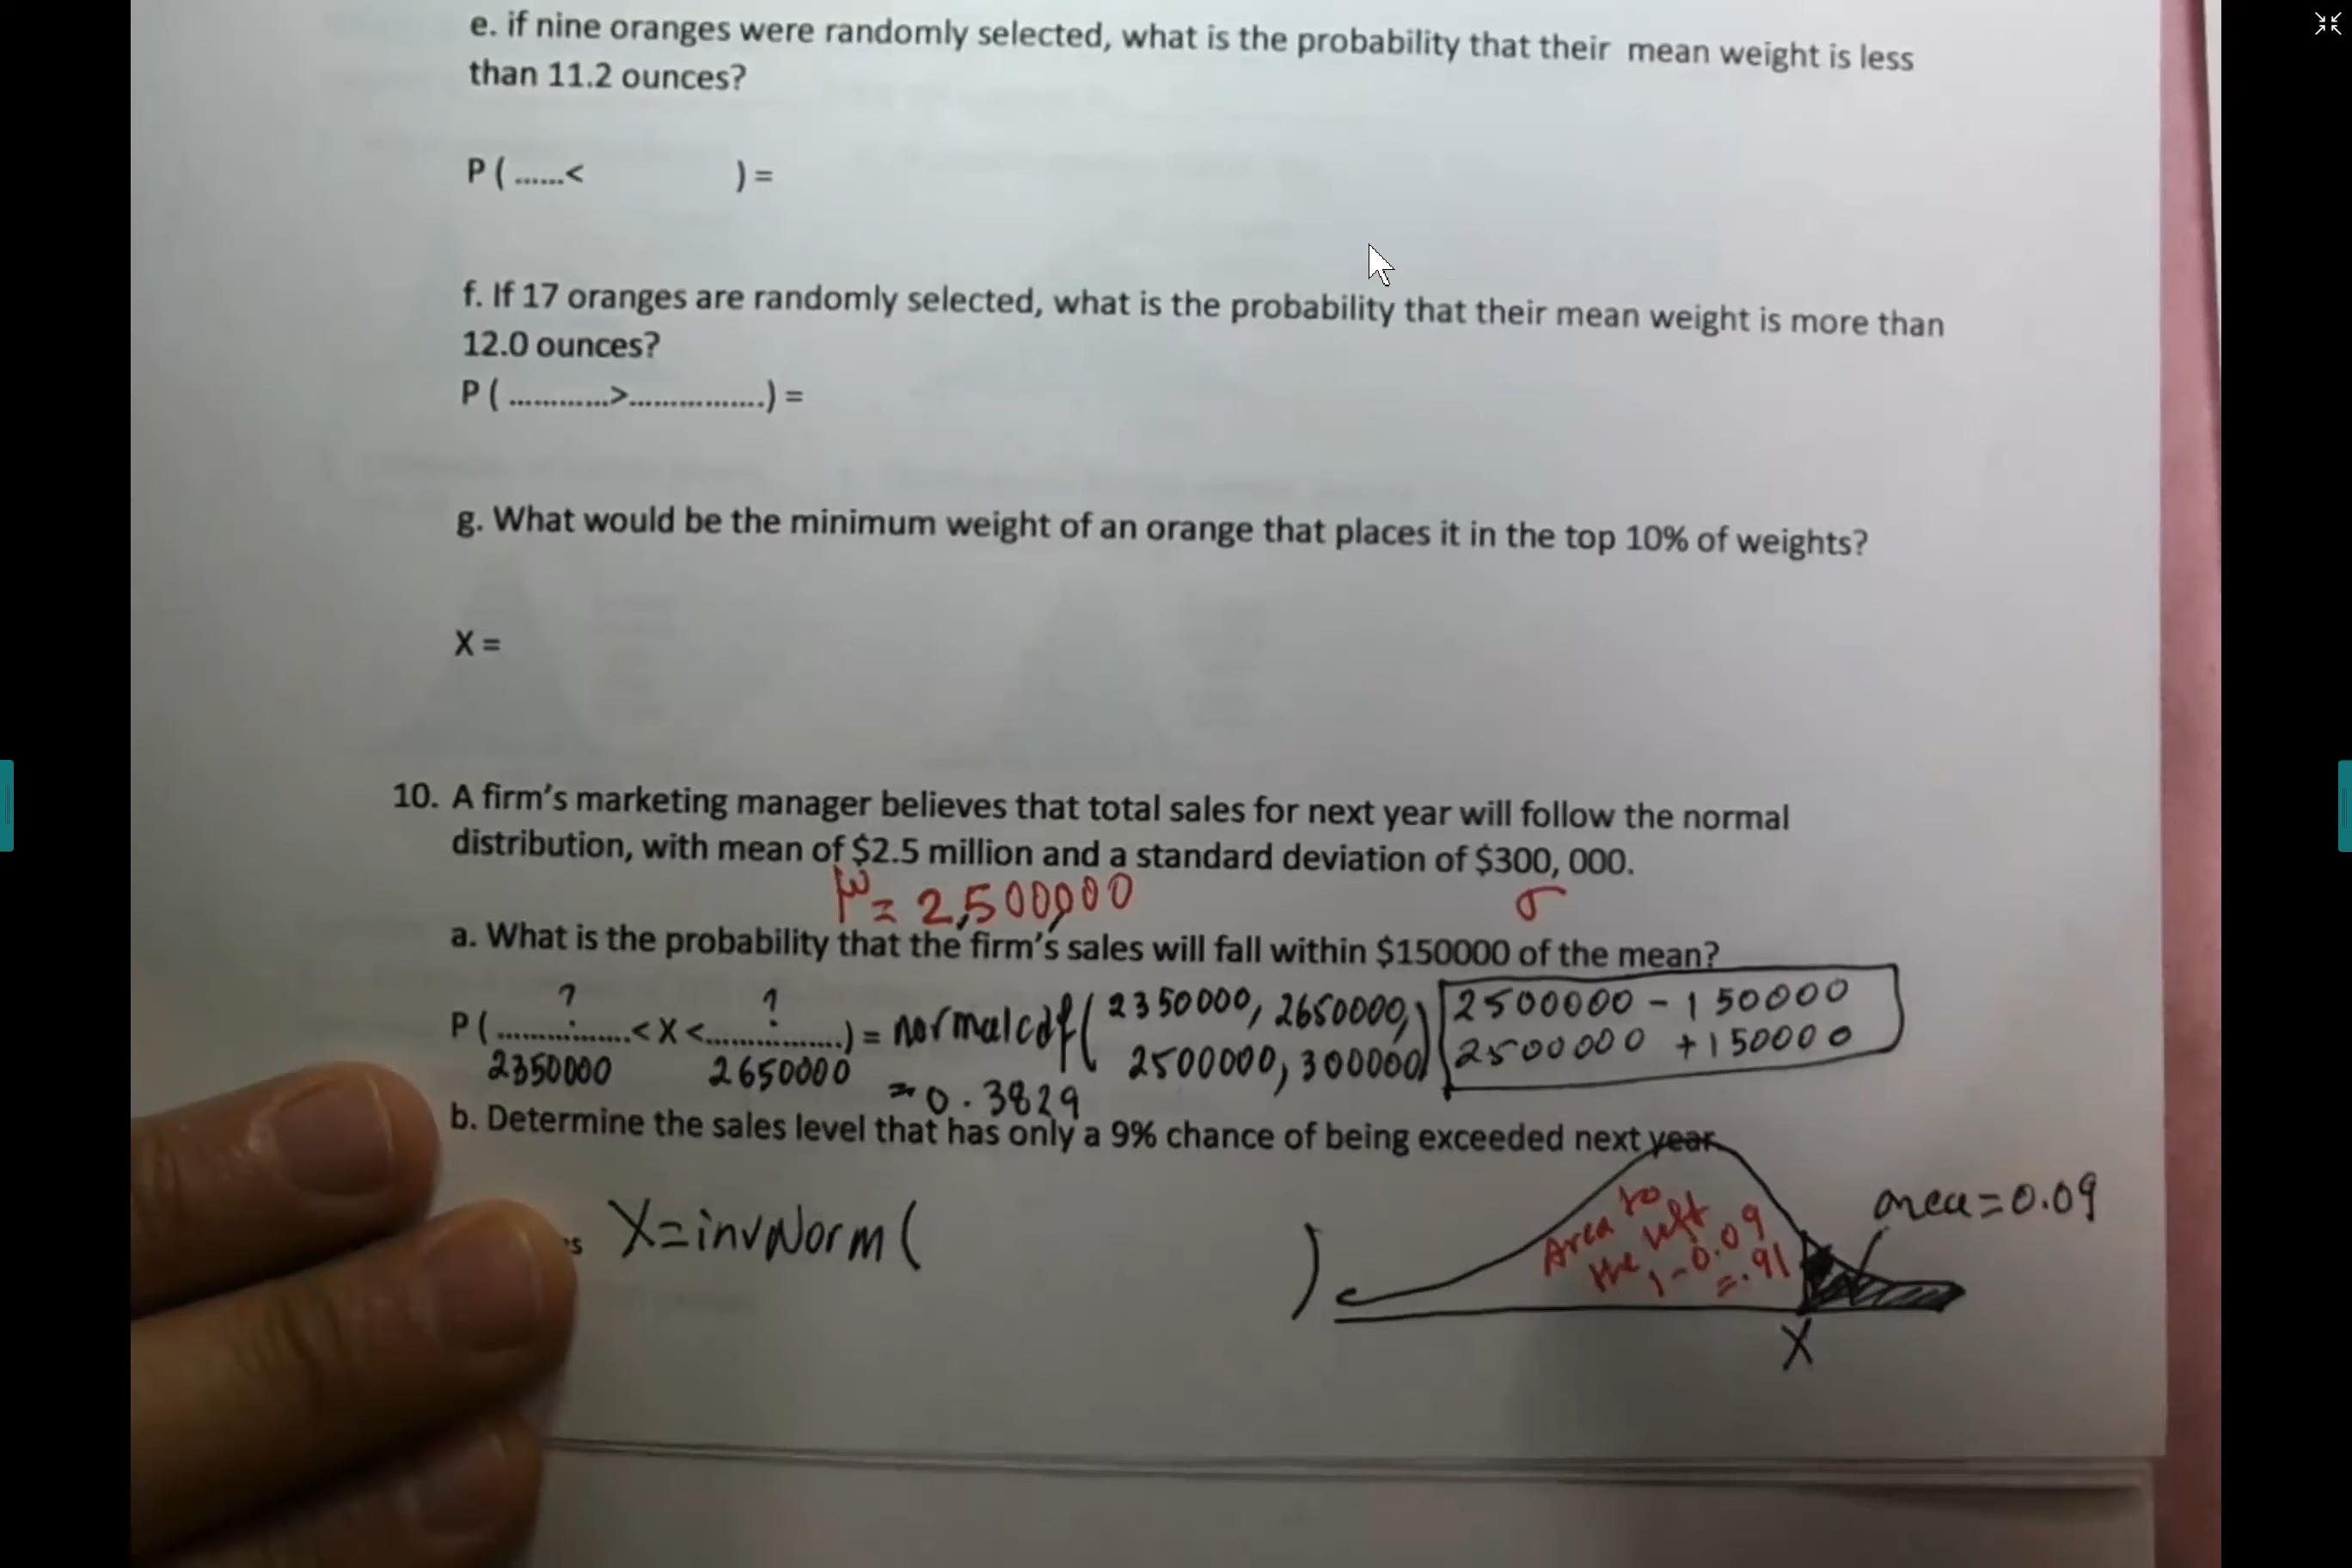 e. if nine oranges were randomly selected, what is the probability that their mean weight is less
than 11.2 ounces?
P ( ......< ) =
f. If 17 oranges are randomly selected, what is the probability that their mean weight is more than
12.0 ounces?
P ( ............>................) =
g. What would be the minimum weight of an orange that places it in the top 10% of weights?
X =
10. A firm's marketing manager believes that total sales for next year will follow the normal
distribution, with mean of $2.5 million and a standard deviation of $300, 000.
μ = 2,500,000 σ
a. What is the probability that the firm's sales will fall within $150000 of the mean?
? ?
P (................< X <................) = normalcdf( 2350000, 2650000, 2500000 - 150000
2350000 2650000 2500000, 300000) 2500000 + 150000
= 0.3829
b. Determine the sales level that has only a 9% chance of being exceeded next year.
X = invNorm ( )
Area to
the left
1 - 0.09
= .91
area = 0.09
X